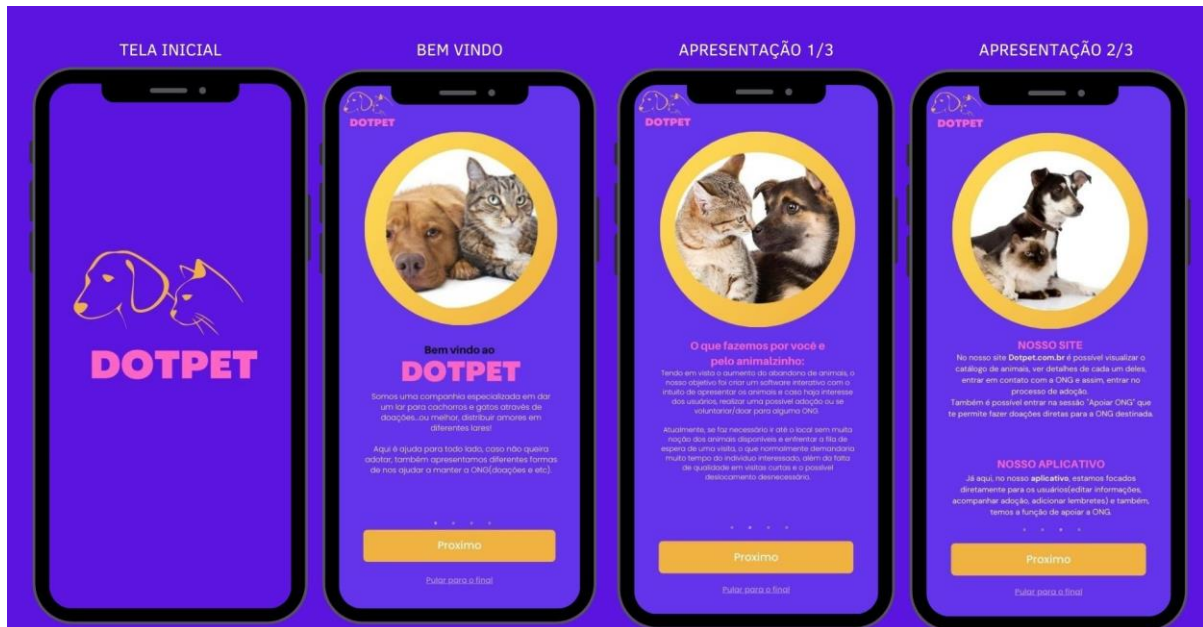 TELA INICIAL
DOTPET
BEM VINDO
DOTPET
Bem vindo ao
DOTPET
Somos uma companhia especializada em dar
um lar para cachorros e gatos através de
doações...ou melhor, distribuir amores em
diferentes lares!
Aqui é ajuda para todo lado, caso não queira
adotar, também apresentamos diferentes formas
de nos ajudar a manter a ONG(doações e etc).
Proximo
Pular para o final
APRESENTAÇÃO 1/3
DOTPET
O que fazemos por você e
pelo animalzinho:
Tendo em vista o aumento do abandono de animais, o
nosso objetivo foi criar um software interativo com o
intuito de apresentar os animais e caso haja interesse
dos usuários, realizar uma possível adoção ou se
voluntariar/doar para alguma ONG.
Atualmente, se faz necessário ir até o local sem muita
noção dos animais disponíveis e enfrentar a fila de
espera de uma visita, o que normalmente demandaria
muito tempo do indivíduo interessado, além da falta
de qualidade em visitas curtas e o possível
deslocamento desnecessário.
Proximo
Pular para o final
APRESENTAÇÃO 2/3
DOTPET
NOSSO SITE
No nosso site Dotpet.com.br é possível visualizar o
catálogo de animais, ver detalhes de cada um deles,
entrar em contato com a ONG e assim, entrar no
processo de adoção.
Também é possível entrar na sessão "Apoiar ONG" que
te permite fazer doações diretas para a ONG destinada.
NOSSO APLICATIVO
Já aqui, no nosso aplicativo, estamos focados
diretamente para os usuários(editar informações,
acompanhar adoção, adicionar lembretes) e também,
temos a função de apoiar a ONG.
Proximo
Pular para o final